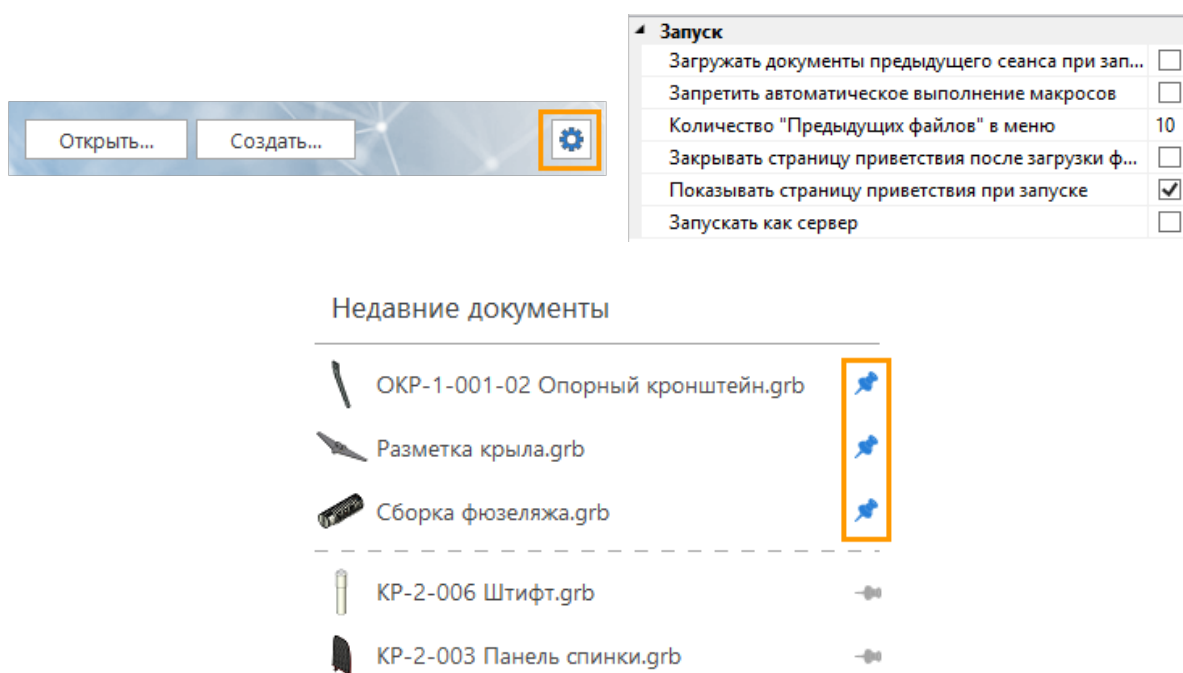 Открыть...
Создать...
Запуск
Загружать документы предыдущего сеанса при зап...
Запретить автоматическое выполнение макросов
Количество "Предыдущих файлов" в меню 10
Закрывать страницу приветствия после загрузки ф...
Показывать страницу приветствия при запуске
Запускать как сервер
Недавние документы
ОКР-1-001-02 Опорный кронштейн.grb
Разметка крыла.grb
Сборка фюзеляжа.grb
КР-2-006 Штифт.grb
КР-2-003 Панель спинки.grb